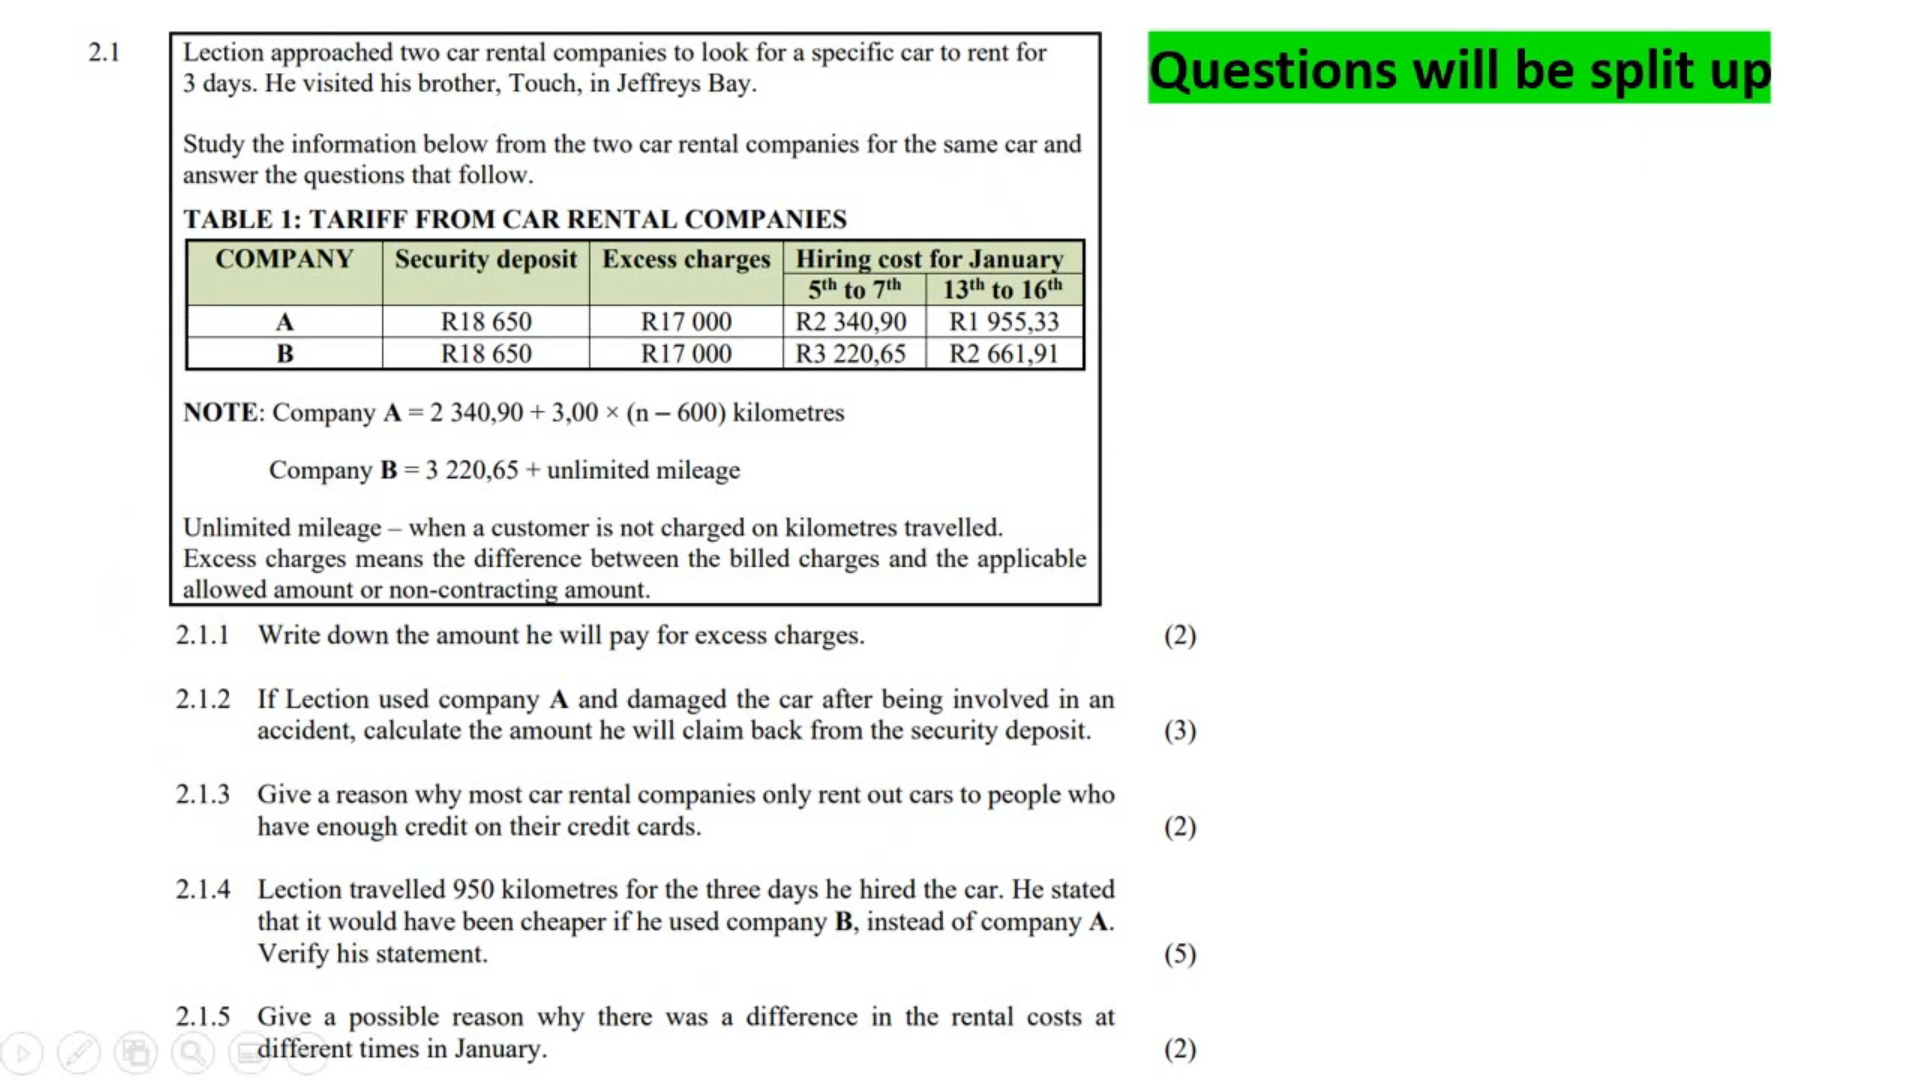 2.1
Lection approached two car rental companies to look for a specific car to rent for
3 days. He visited his brother, Touch, in Jeffreys Bay.
Study the information below from the two car rental companies for the same car and
answer the questions that follow.
TABLE 1: TARIFF FROM CAR RENTAL COMPANIES
COMPANY Security deposit Excess charges Hiring cost for January
5th to 7th 13th to 16th
A R18 650 R17 000 R2 340,90 R1 955,33
B R18 650 R17 000 R3 220,65 R2 661,91
NOTE: Company A = 2 340,90 + 3,00 × (n – 600) kilometres
Company B = 3 220,65 + unlimited mileage
Unlimited mileage – when a customer is not charged on kilometres travelled.
Excess charges means the difference between the billed charges and the applicable
allowed amount or non-contracting amount.
Questions will be split up
2.1.1 Write down the amount he will pay for excess charges. (2)
2.1.2 If Lection used company A and damaged the car after being involved in an
accident, calculate the amount he will claim back from the security deposit. (3)
2.1.3 Give a reason why most car rental companies only rent out cars to people who
have enough credit on their credit cards. (2)
2.1.4 Lection travelled 950 kilometres for the three days he hired the car. He stated
that it would have been cheaper if he used company B, instead of company A.
Verify his statement. (5)
2.1.5 Give a possible reason why there was a difference in the rental costs at
different times in January. (2)